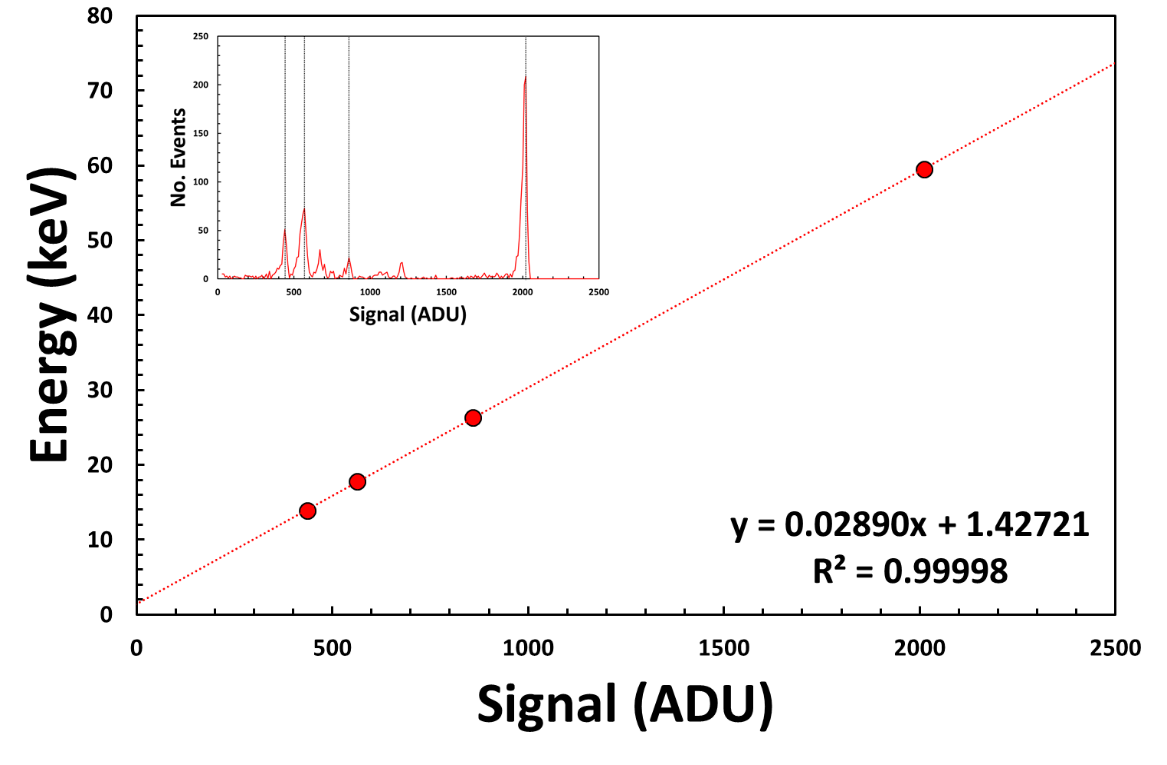 80
70
60
50
40
30
20
10
0
Energy (keV)
250
200
150
100
50
0
No. Events
0 500 1000 1500 2000 2500
Signal (ADU)
y = 0.02890x + 1.42721
R² = 0.99998
0 500 1000 1500 2000 2500
Signal (ADU)